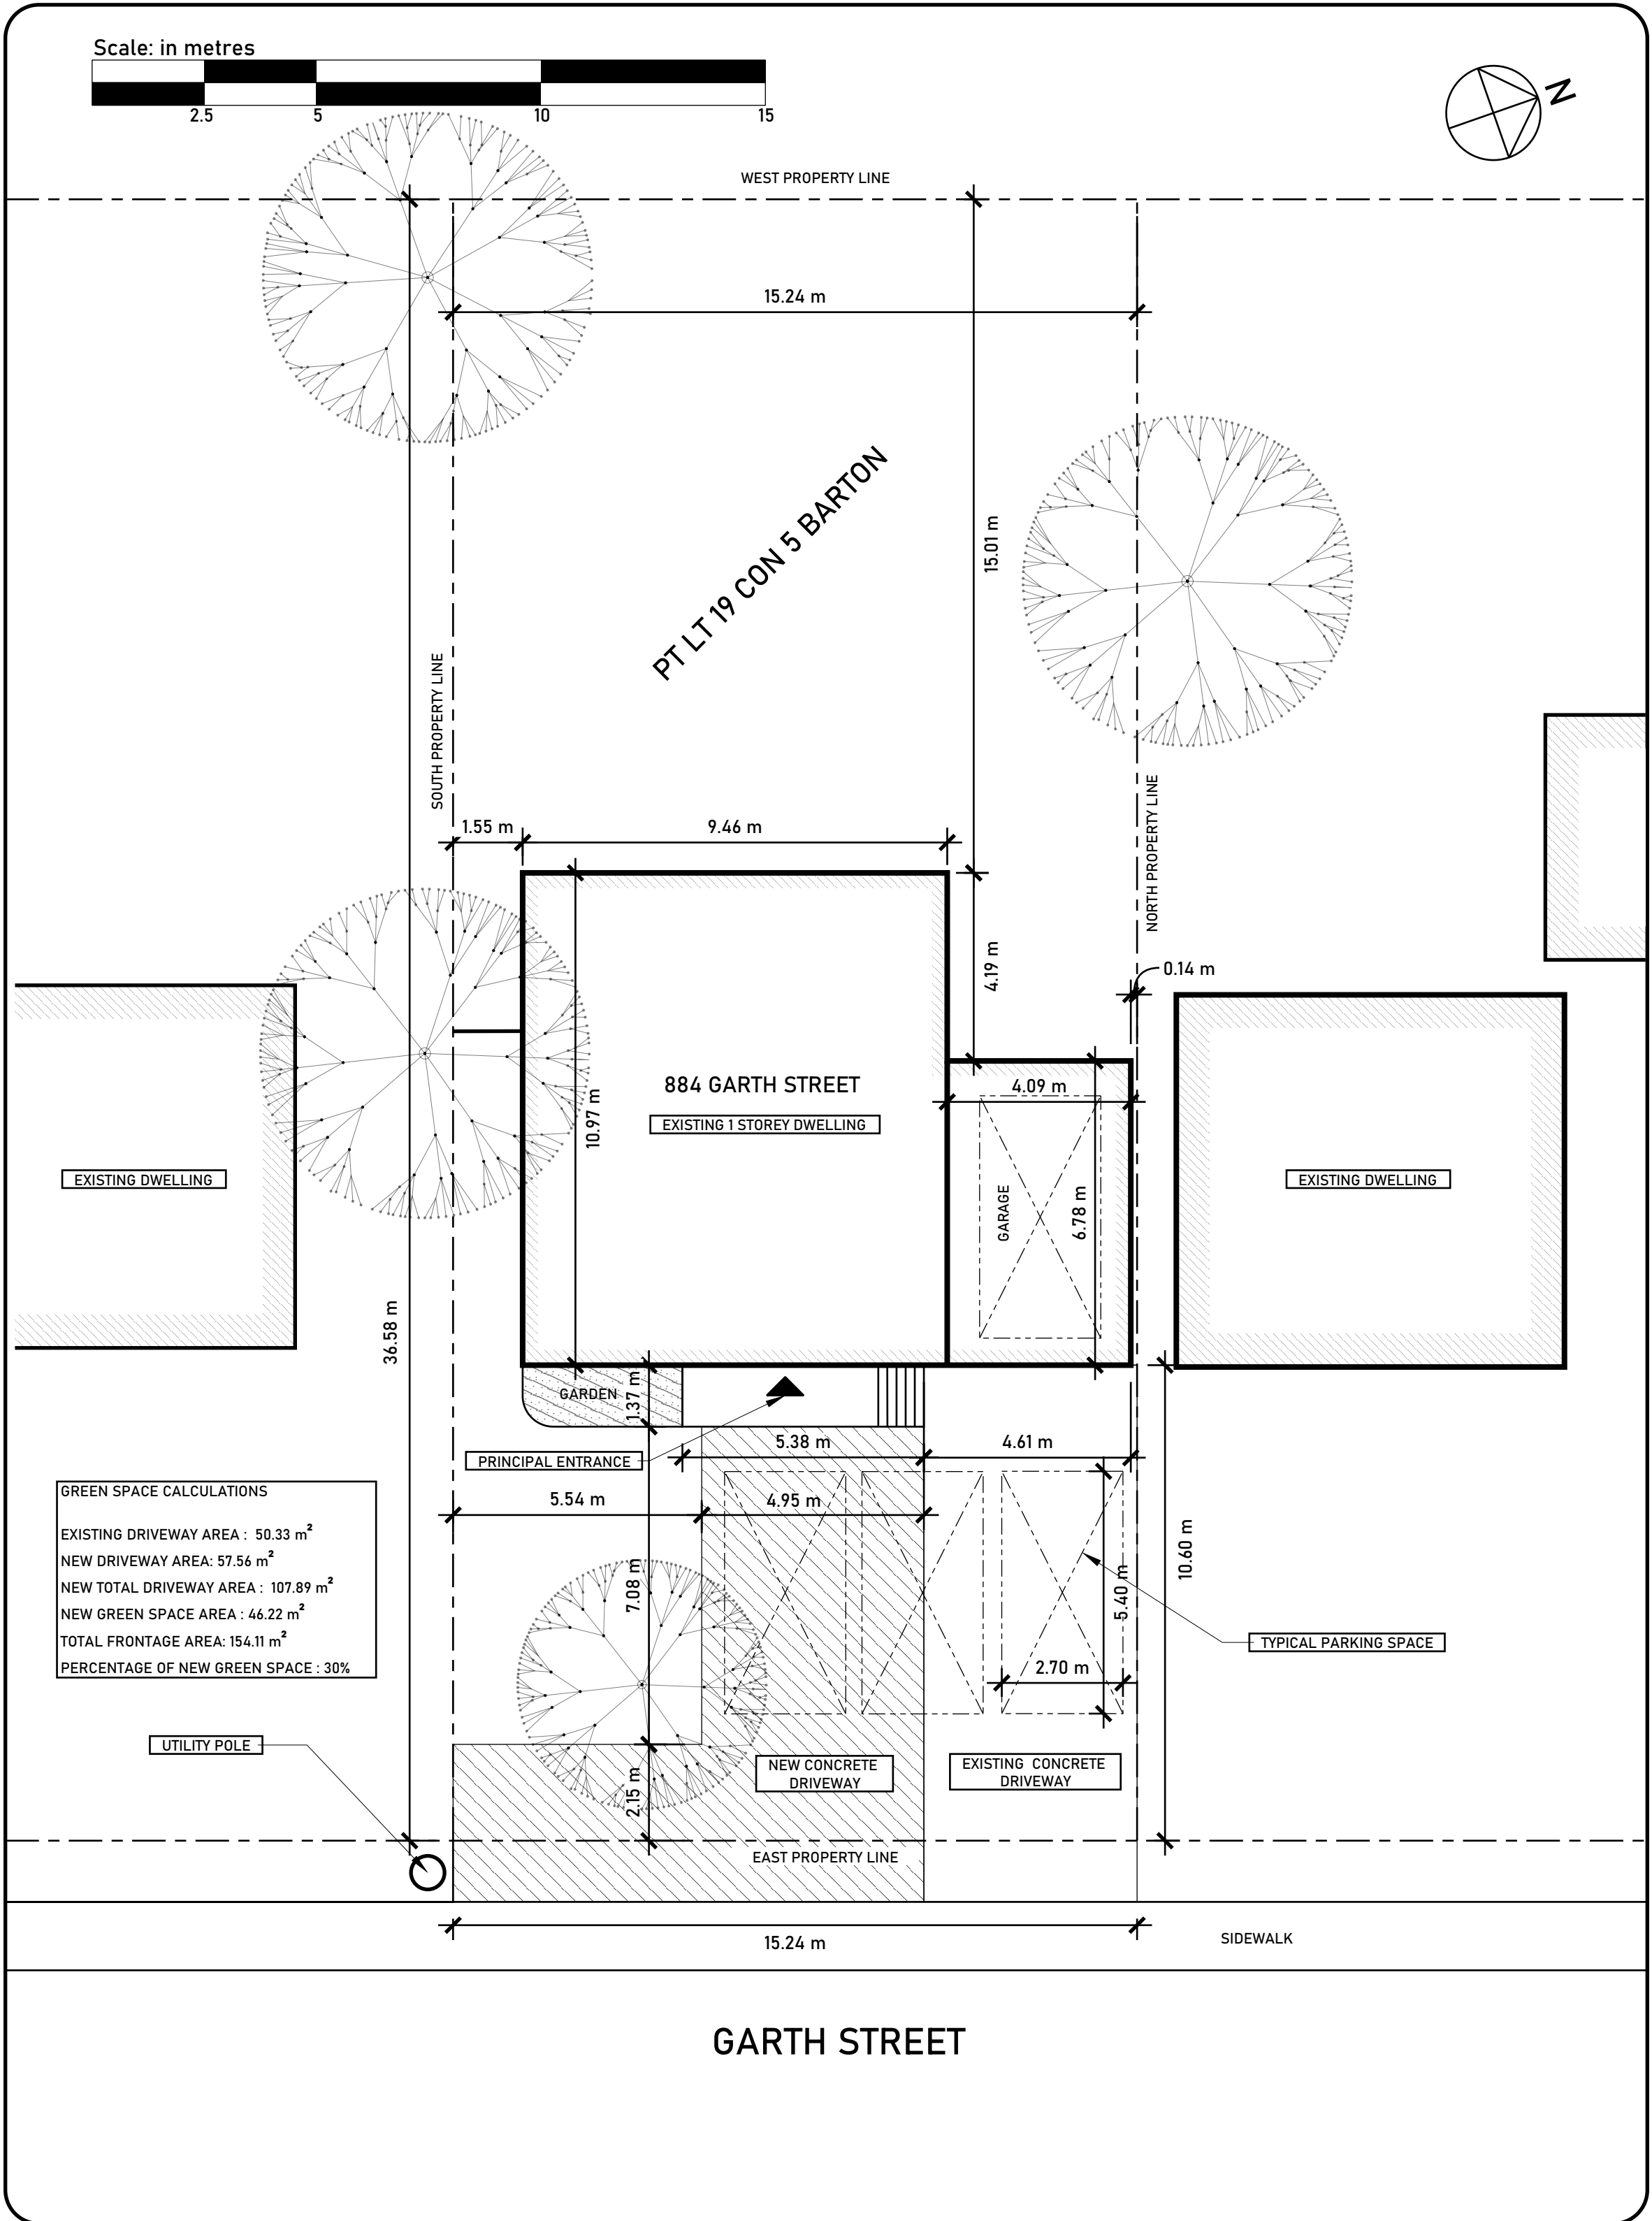 Scale: in metres
2.5 5 10 15
N
WEST PROPERTY LINE
15.24 m
PT LT 19 CON 5 BARTON
15.01 m
SOUTH PROPERTY LINE
NORTH PROPERTY LINE
1.55 m
9.46 m
4.19 m
0.14 m
884 GARTH STREET
EXISTING 1 STOREY DWELLING
10.97 m
4.09 m
GARAGE
6.78 m
EXISTING DWELLING
EXISTING DWELLING
36.58 m
GARDEN
1.37 m
PRINCIPAL ENTRANCE
5.38 m
4.61 m
5.54 m
4.95 m
GREEN SPACE CALCULATIONS
EXISTING DRIVEWAY AREA : 50.33 m²
NEW DRIVEWAY AREA: 57.56 m²
NEW TOTAL DRIVEWAY AREA : 107.89 m²
NEW GREEN SPACE AREA : 46.22 m²
TOTAL FRONTAGE AREA: 154.11 m²
PERCENTAGE OF NEW GREEN SPACE : 30%
7.08 m
10.60 m
5.40 m
TYPICAL PARKING SPACE
2.70 m
UTILITY POLE
2.15 m
NEW CONCRETE
DRIVEWAY
EXISTING CONCRETE
DRIVEWAY
EAST PROPERTY LINE
15.24 m
SIDEWALK
GARTH STREET